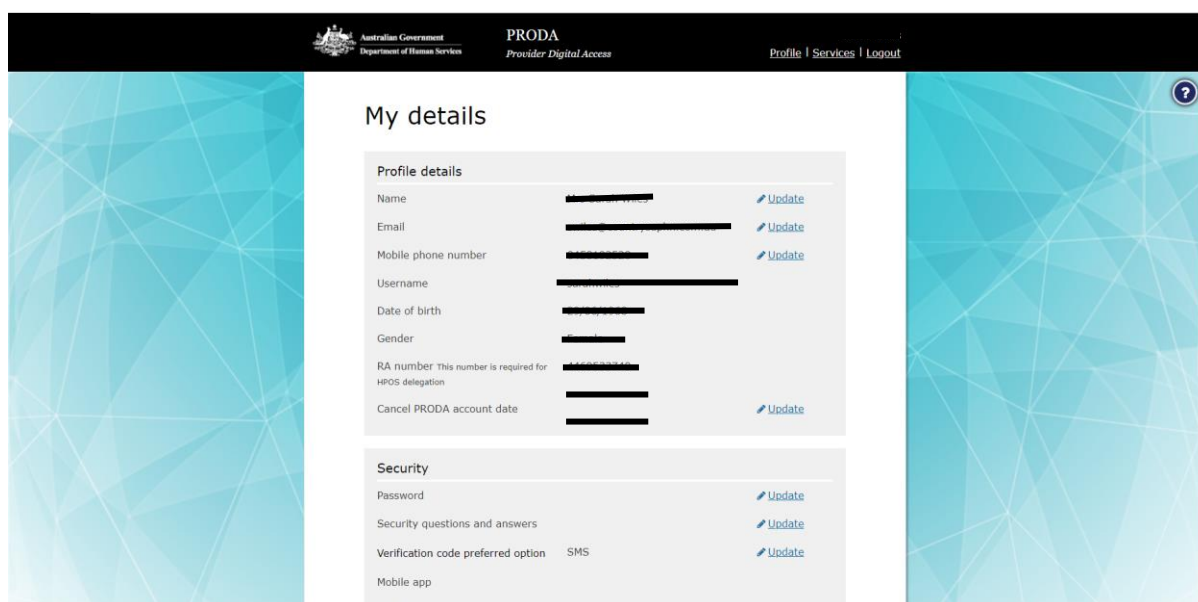 Australian Government
Department of Human Services
PRODA
Provider Digital Access
Profile | Services | Logout
?
My details
Profile details
Name Update
Email Update
Mobile phone number Update
Username
Date of birth
Gender
RA number This number is required for
HPOS delegation
Cancel PRODA account date Update
Security
Password Update
Security questions and answers Update
Verification code preferred option SMS Update
Mobile app